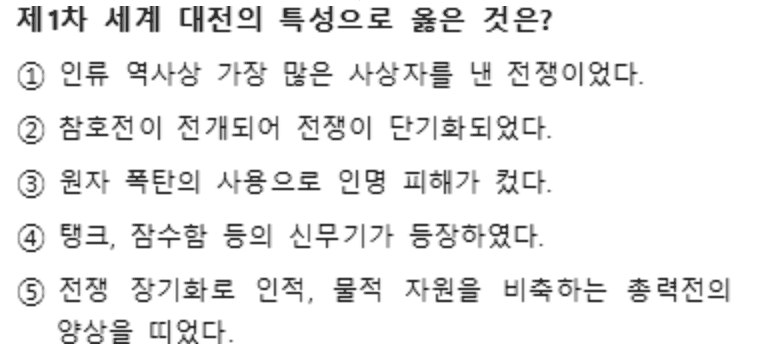 제1차 세계 대전의 특성으로 옳은 것은?
① 인류 역사상 가장 많은 사상자를 낸 전쟁이었다.
② 참호전이 전개되어 전쟁이 단기화되었다.
③ 원자 폭탄의 사용으로 인명 피해가 컸다.
④ 탱크, 잠수함 등의 신무기가 등장하였다.
⑤ 전쟁 장기화로 인적, 물적 자원을 비축하는 총력전의
양상을 띠었다.